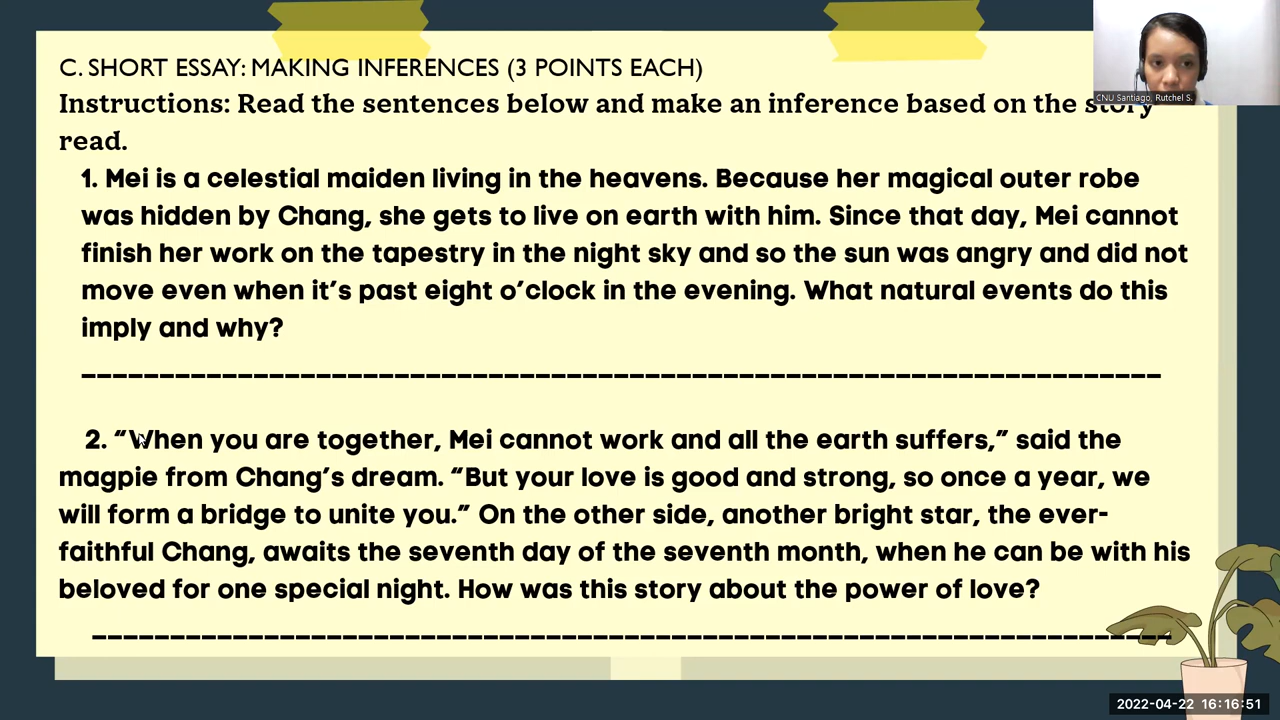 C. SHORT ESSAY: MAKING INFERENCES (3 POINTS EACH)
Instructions: Read the sentences below and make an inference based on the story
read.
1. Mei is a celestial maiden living in the heavens. Because her magical outer robe
was hidden by Chang, she gets to live on earth with him. Since that day, Mei cannot
finish her work on the tapestry in the night sky and so the sun was angry and did not
move even when it’s past eight o’clock in the evening. What natural events do this
imply and why?
2. “When you are together, Mei cannot work and all the earth suffers,” said the
magpie from Chang’s dream. “But your love is good and strong, so once a year, we
will form a bridge to unite you.” On the other side, another bright star, the ever-
faithful Chang, awaits the seventh day of the seventh month, when he can be with his
beloved for one special night. How was this story about the power of love?
CNU Santiago, Rutchel S.
2022-04-22 16:16:51